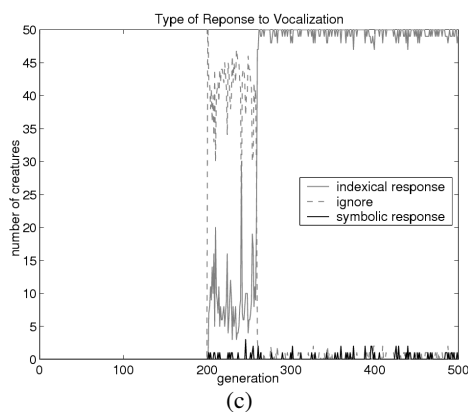 Type of Reponse to Vocalization
50
45
40
35
30
25
20
15
10
5
0
number of creatures
indexical response
ignore
symbolic response
0 100 200 300 400 500
generation
(c)